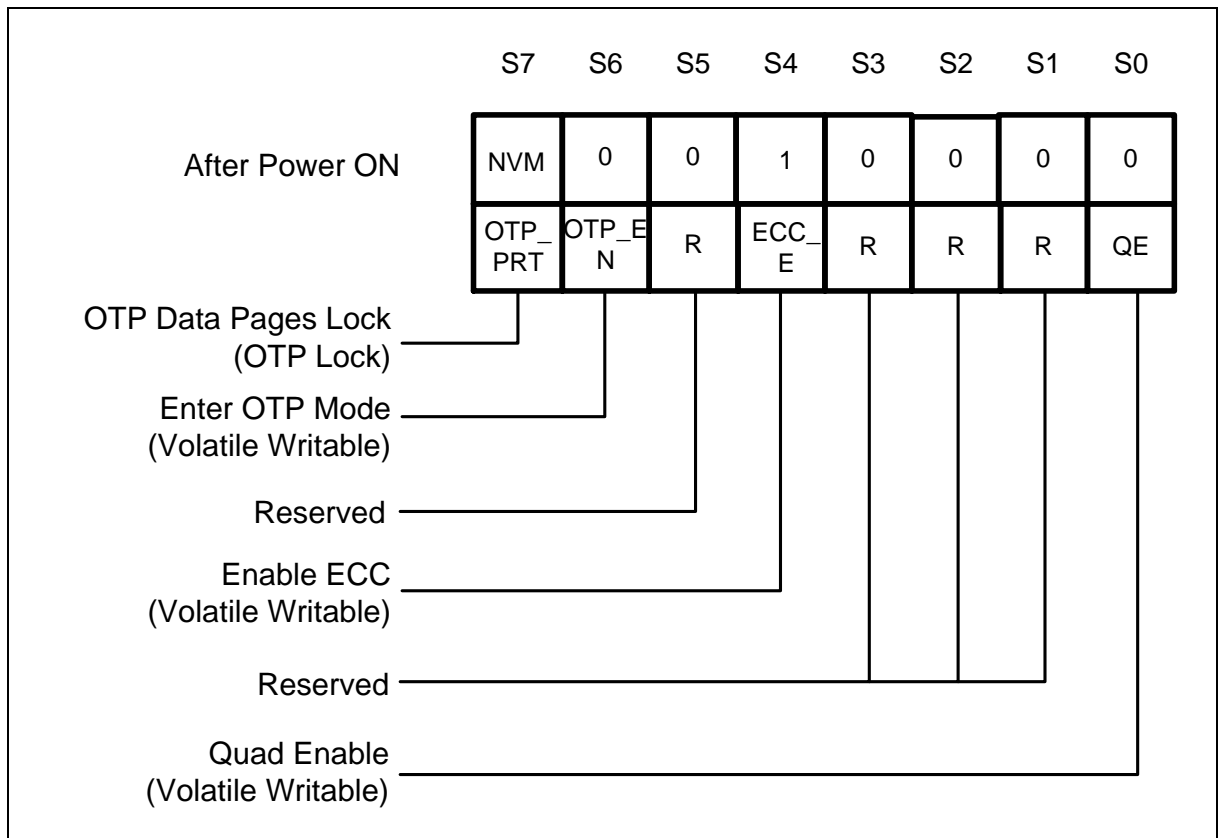 S7 S6 S5 S4 S3 S2 S1 S0
After Power ON NVM 0 0 1 0 0 0 0
OTP_ OTP_E R ECC_ R R R QE
PRT N E
OTP Data Pages Lock
(OTP Lock)
Enter OTP Mode
(Volatile Writable)
Reserved
Enable ECC
(Volatile Writable)
Reserved
Quad Enable
(Volatile Writable)